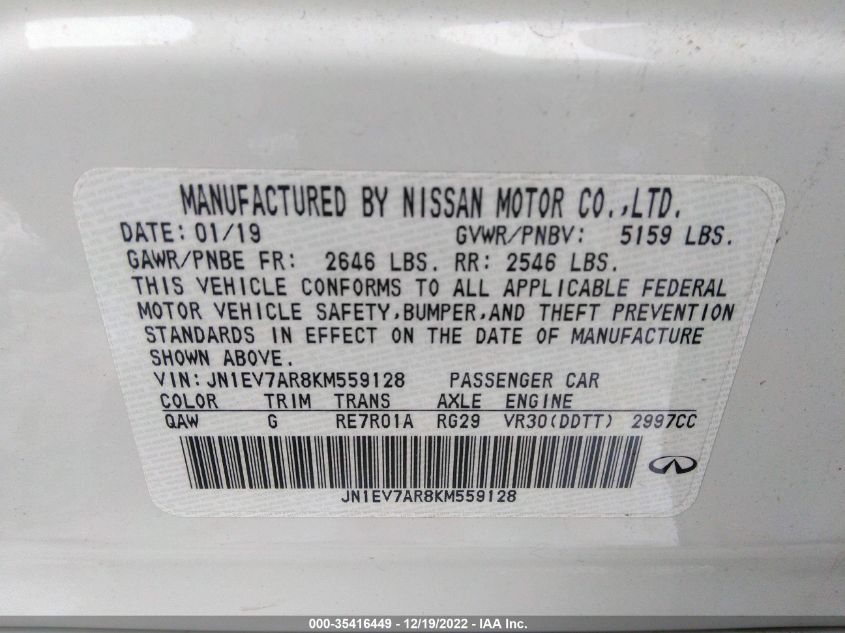 MANUFACTURED BY NISSAN MOTOR CO.,LTD.
DATE: 01/19 GVWR/PNBV: 5159 LBS.
GAWR/PNBE FR: 2646 LBS. RR: 2546 LBS.
THIS VEHICLE CONFORMS TO ALL APPLICABLE FEDERAL
MOTOR VEHICLE SAFETY,BUMPER,AND THEFT PREVENTION
STANDARDS IN EFFECT ON THE DATE OF MANUFACTURE
SHOWN ABOVE.
VIN: JN1EV7AR8KM559128 PASSENGER CAR
COLOR TRIM TRANS AXLE ENGINE
QAW G RE7R01A RG29 VR30(DDTT) 2997CC
JN1EV7AR8KM559128
000-35416449 - 12/19/2022 - IAA Inc.